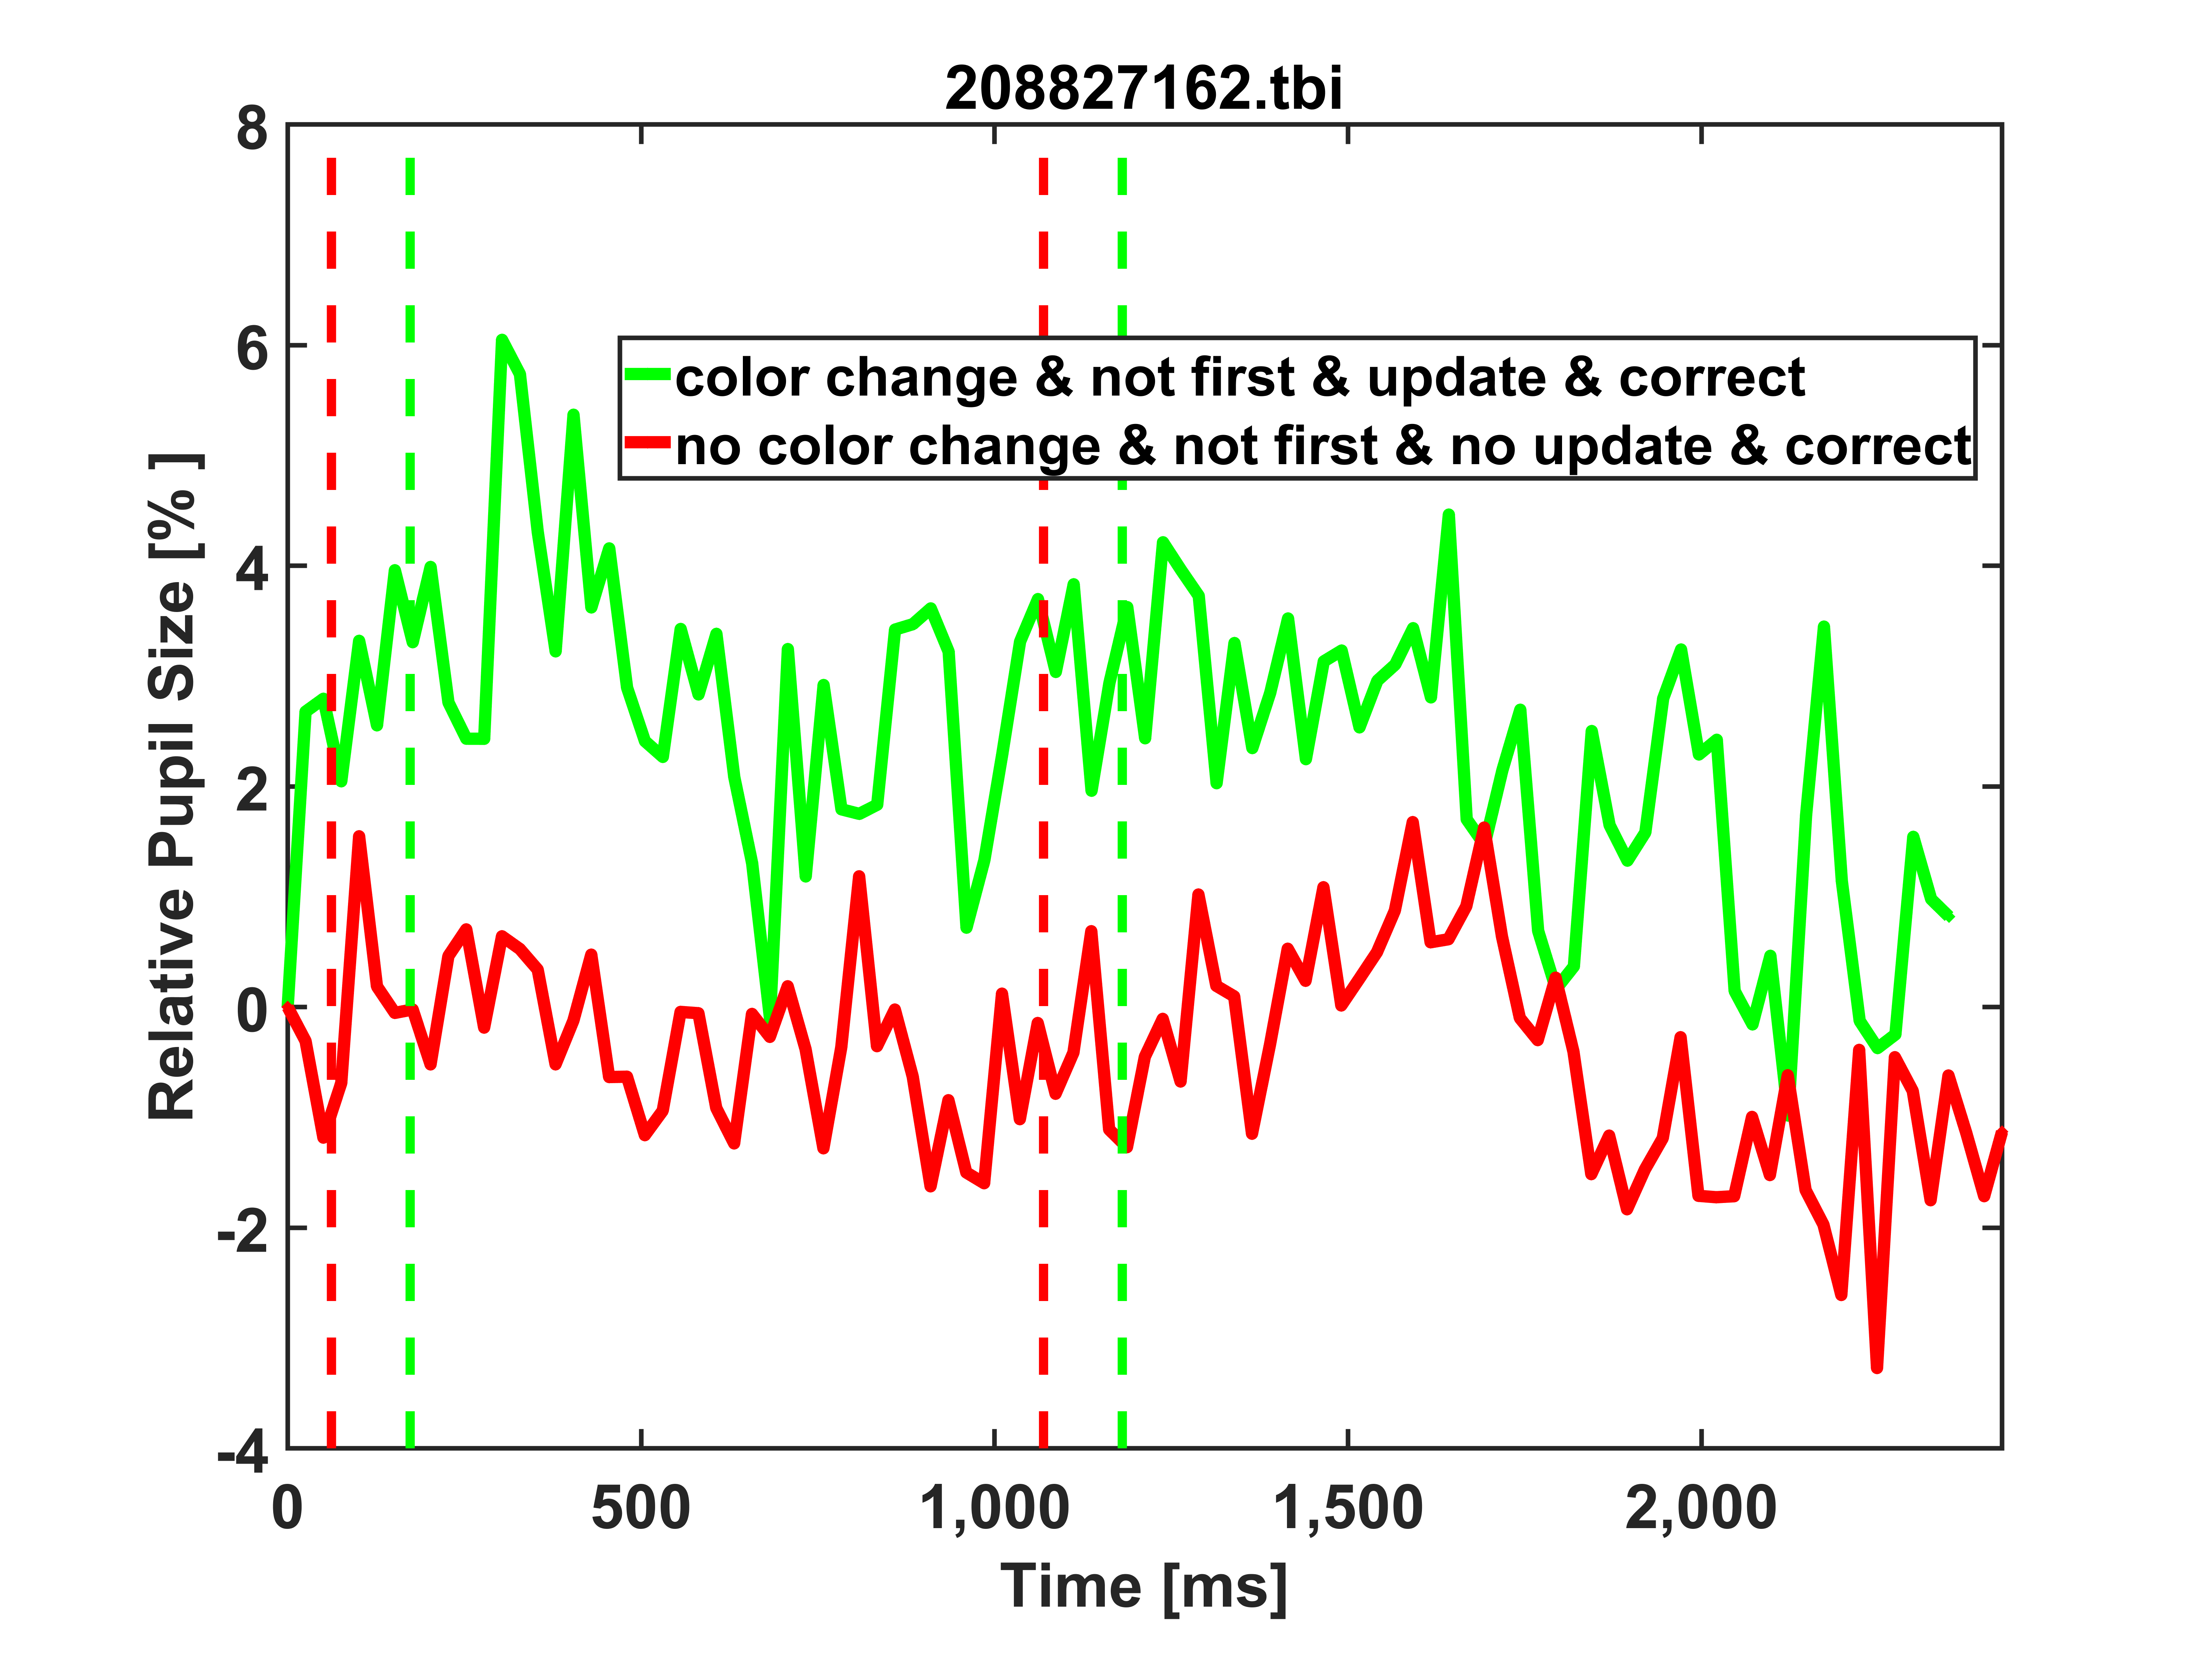 208827162.tbi
8
6
4
2
0
-2
-4
Relative Pupil Size [% ]
color change & not first & update & correct
no color change & not first & no update & correct
0 500 1,000 1,500 2,000
Time [ms]